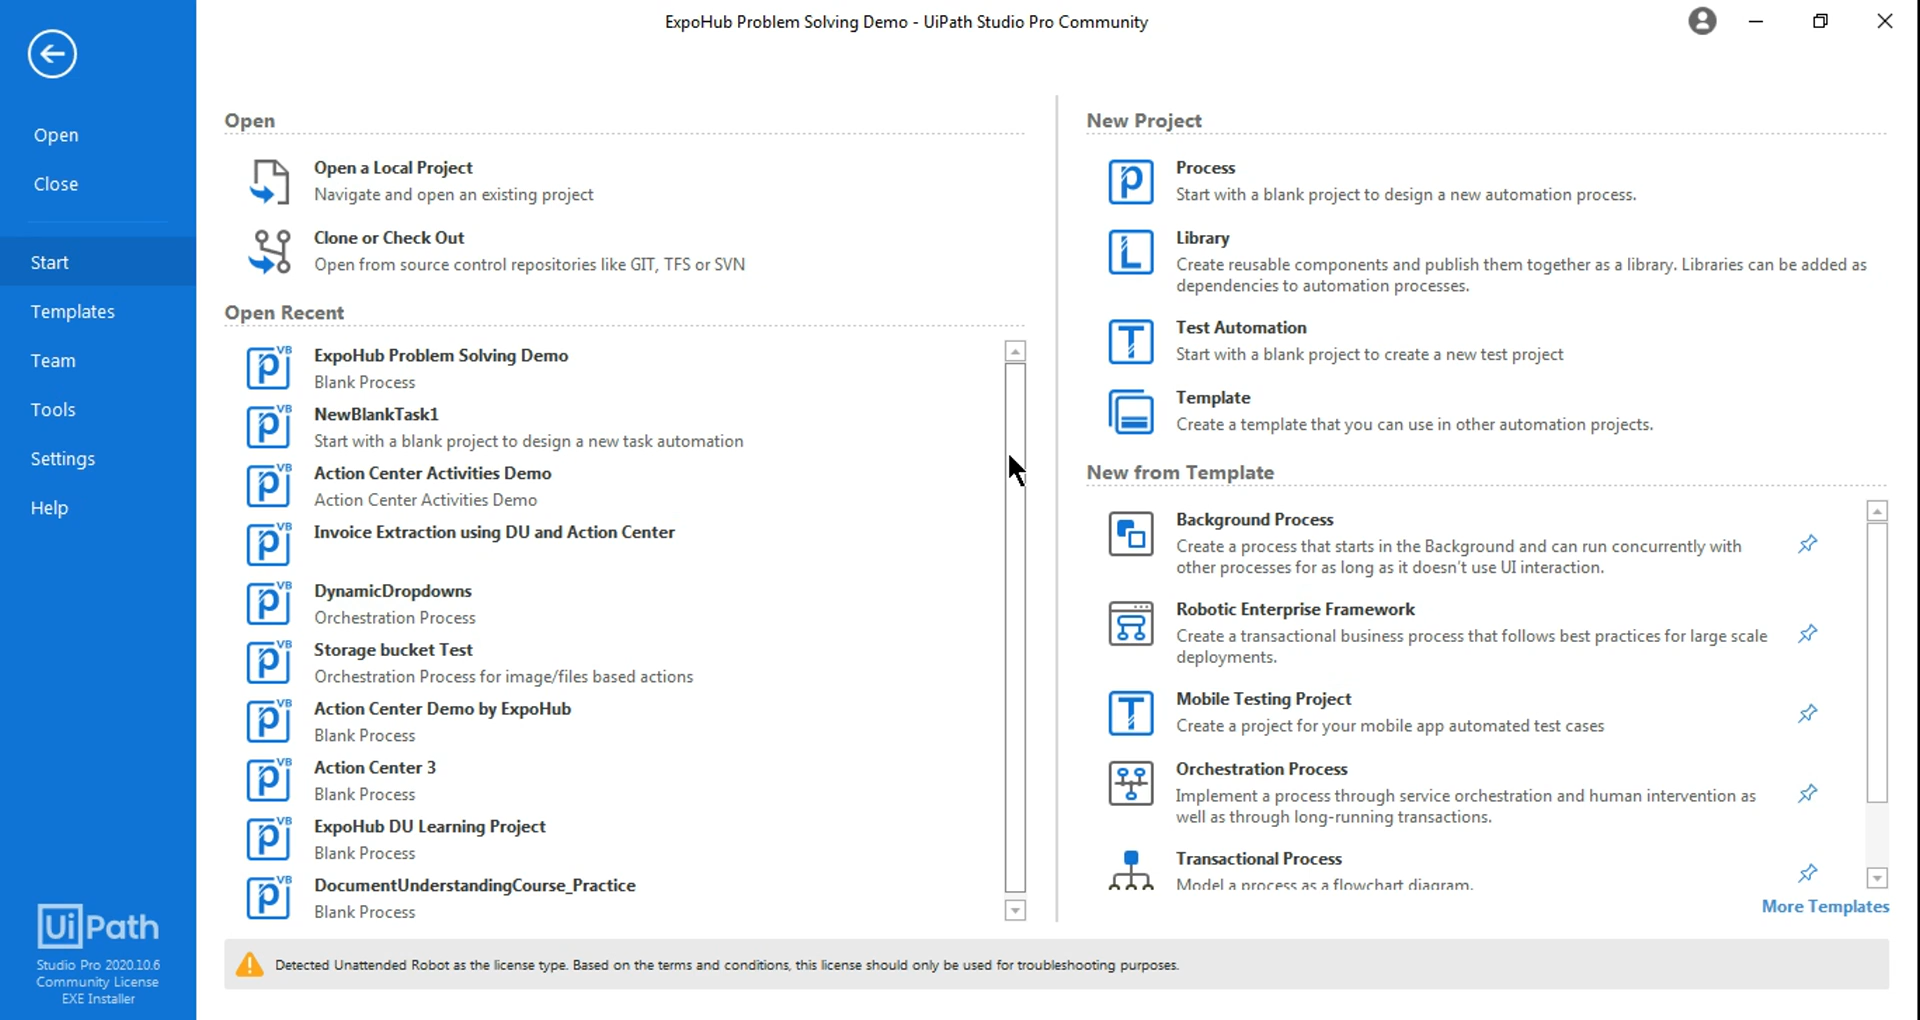 ExpoHub Problem Solving Demo - UiPath Studio Pro Community
Open
Close
Start
Templates
Team
Tools
Settings
Help
UiPath
Studio Pro 2020.10.6
Community License
EXE Installer
Open
Open a Local Project
Navigate and open an existing project
Clone or Check Out
Open from source control repositories like GIT, TFS or SVN
Open Recent
VB
ExpoHub Problem Solving Demo
Blank Process
VB
NewBlankTask1
Start with a blank project to design a new task automation
VB
Action Center Activities Demo
Action Center Activities Demo
VB
Invoice Extraction using DU and Action Center
VB
DynamicDropdowns
Orchestration Process
VB
Storage bucket Test
Orchestration Process for image/files based actions
VB
Action Center Demo by ExpoHub
Blank Process
VB
Action Center 3
Blank Process
VB
ExpoHub DU Learning Project
Blank Process
VB
DocumentUnderstandingCourse_Practice
Blank Process
New Project
Process
Start with a blank project to design a new automation process.
Library
Create reusable components and publish them together as a library. Libraries can be added as
dependencies to automation processes.
Test Automation
Start with a blank project to create a new test project
Template
Create a template that you can use in other automation projects.
New from Template
Background Process
Create a process that starts in the Background and can run concurrently with
other processes for as long as it doesn't use UI interaction.
Robotic Enterprise Framework
Create a transactional business process that follows best practices for large scale
deployments.
Mobile Testing Project
Create a project for your mobile app automated test cases
Orchestration Process
Implement a process through service orchestration and human intervention as
well as through long-running transactions.
Transactional Process
Model a process as a flowchart diagram.
More Templates
Detected Unattended Robot as the license type. Based on the terms and conditions, this license should only be used for troubleshooting purposes.